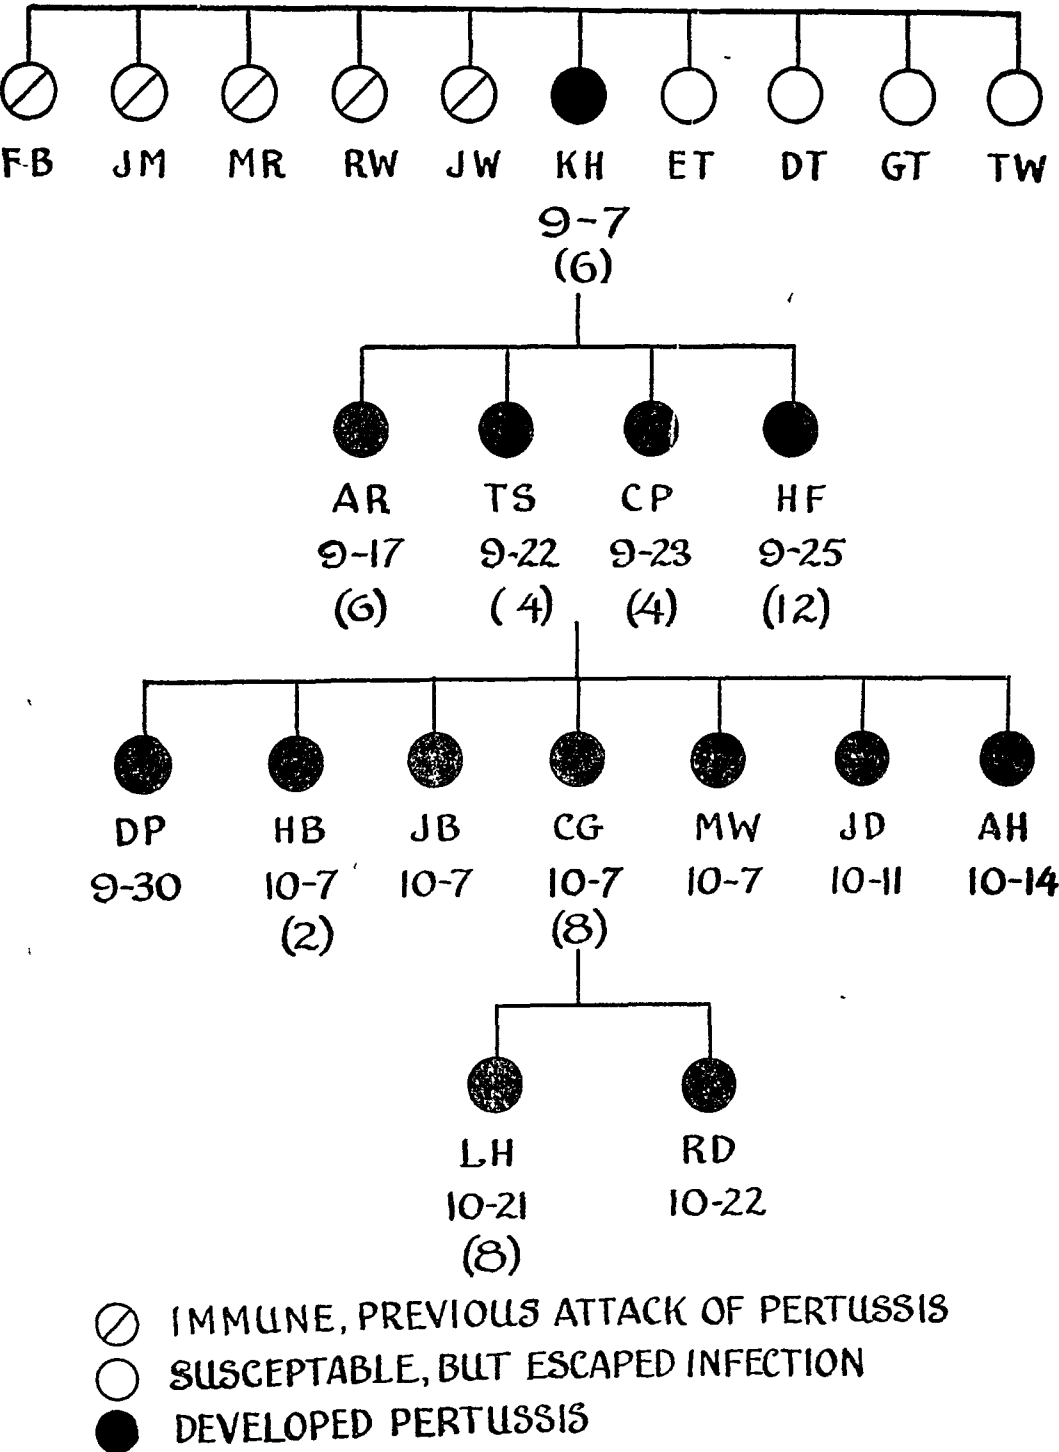 F-B JM MR RW JW KH ET DT GT TW
9-7
(6)
AR TS CP HF
9-17 9-22 9-23 9-25
(6) (4) (4) (12)
DP HB JB CG MW JD AH
9-30 10-7 10-7 10-7 10-7 10-11 10-14
(2) (8)
LH RD
10-21 10-22
(8)
IMMUNE, PREVIOUS ATTACK OF PERTUSSIS
SUSCEPTABLE, BUT ESCAPED INFECTION
DEVELOPED PERTUSSIS